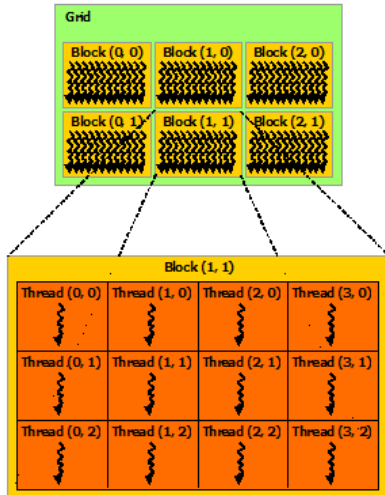 Grid
Block (0, 0) Block (1, 0) Block (2, 0)
Block (0, 1) Block (1, 1) Block (2, 1)
Block (1, 1)
Thread (0, 0) Thread (1, 0) Thread (2, 0) Thread (3, 0)
Thread (0, 1) Thread (1, 1) Thread (2, 1) Thread (3, 1)
Thread (0, 2) Thread (1, 2) Thread (2, 2) Thread (3, 2)